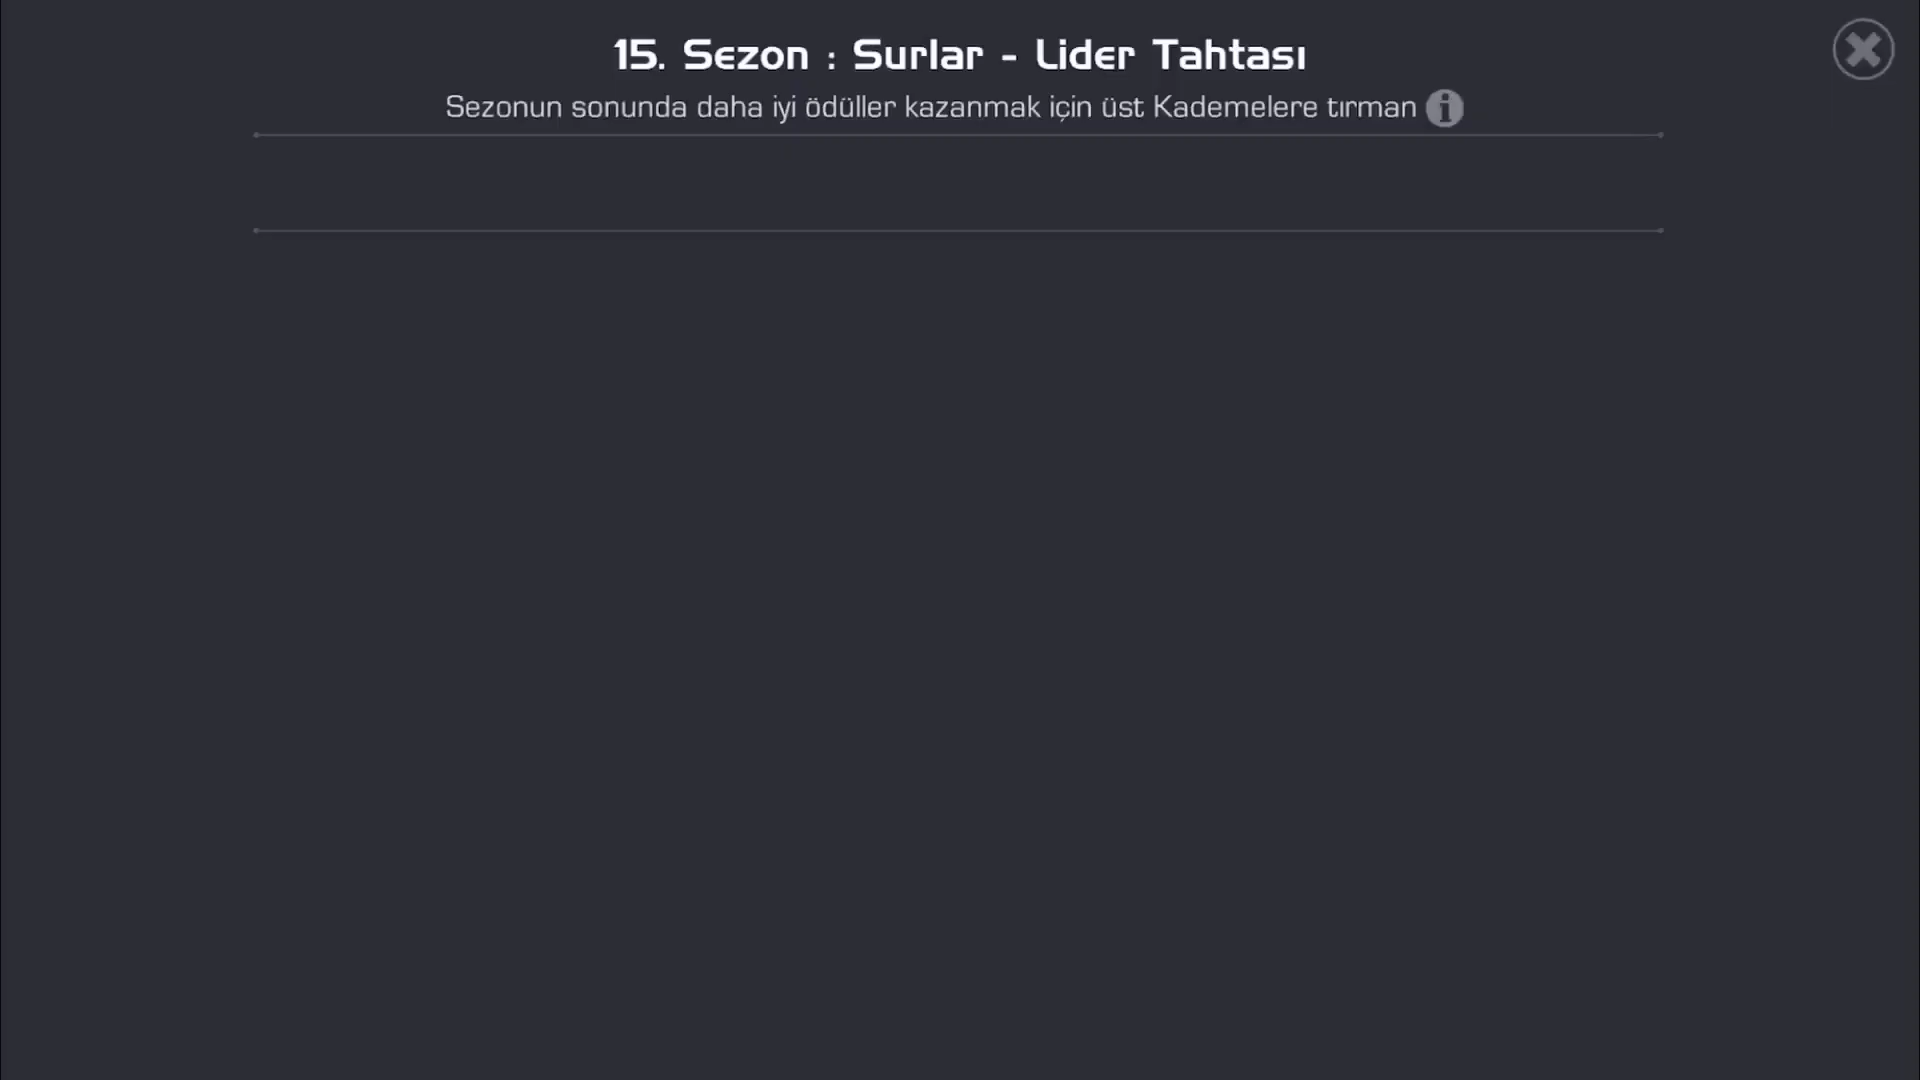 15. Sezon : Surlar - Lider Tahtası
Sezonun sonunda daha iyi ödüller kazanmak için üst Kademelere tırman